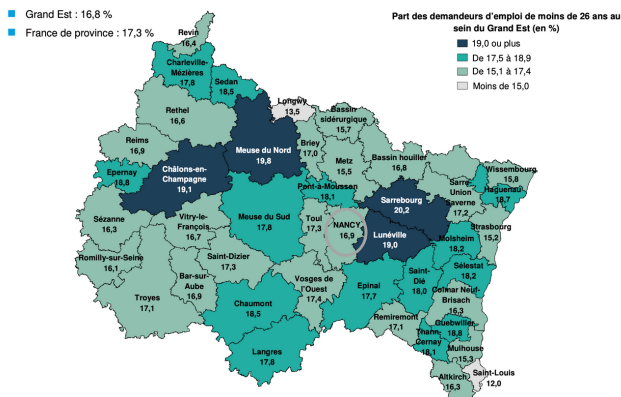 Grand Est : 16,8 %
France de province : 17,3 %
Part des demandeurs d'emploi de moins de 26 ans au
sein du Grand Est (en %)
19,0 ou plus
De 17,5 à 18,9
De 15,1 à 17,4
Moins de 15,0
Revin
16,4
Charleville-
Mézières
17,8
Sedan
18,5
Rethel
16,6
Longwy
13,5
Bassin
sidérurgique
15,7
Meuse du Nord
19,8
Briey
17,0
Reims
16,9
Metz
15,5
Bassin houiller
16,8
Wissembourg
15,8
Epernay
18,8
Châlons-en-
Champagne
19,1
Pont-à-Mousson
18,1
Sarrebourg
20,2
Sarre-
Union
Saverne
17,2
Haguenau
18,7
Sézanne
16,3
Vitry-le-
François
16,7
Meuse du Sud
17,8
Toul
17,3
NANCY
16,9
Lunéville
19,0
Strasbourg
15,2
Molsheim
18,2
Romilly-sur-Seine
16,1
Saint-Dizier
17,3
Bar-sur-
Aube
16,9
Vosges de
l'Ouest
17,4
Epinal
17,7
Saint-
Dié
18,0
Sélestat
18,2
Troyes
17,1
Chaumont
18,5
Colmar Neuf-
Brisach
16,3
Remiremont
17,1
Guebwiller
18,8
Thann-
Cernay
18,1
Mulhouse
15,3
Langres
17,8
Altkirch
16,3
Saint-Louis
12,0